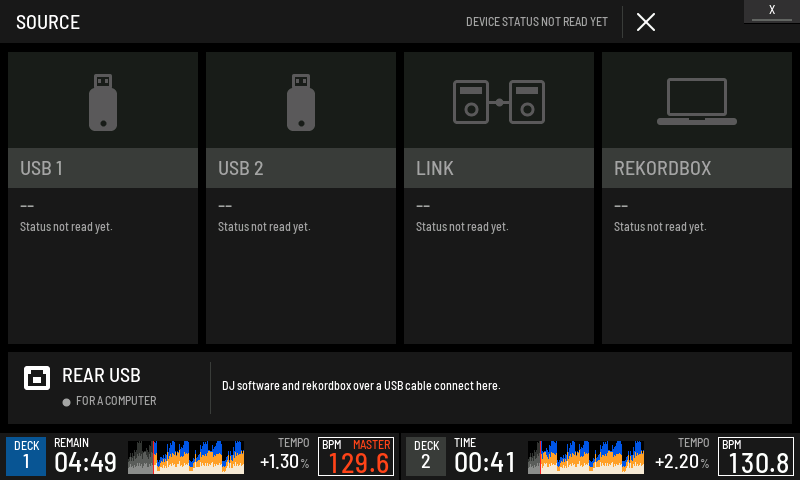 SOURCE
DEVICE STATUS NOT READ YET
X
USB 1
--
Status not read yet.
USB 2
--
Status not read yet.
LINK
--
Status not read yet.
REKORDBOX
--
Status not read yet.
REAR USB
FOR A COMPUTER
DJ software and rekordbox over a USB cable connect here.
DECK
1
REMAIN
04:49
TEMPO
+1.30%
BPM MASTER
129.6
DECK
2
TIME
00:41
TEMPO
+2.20%
BPM
130.8